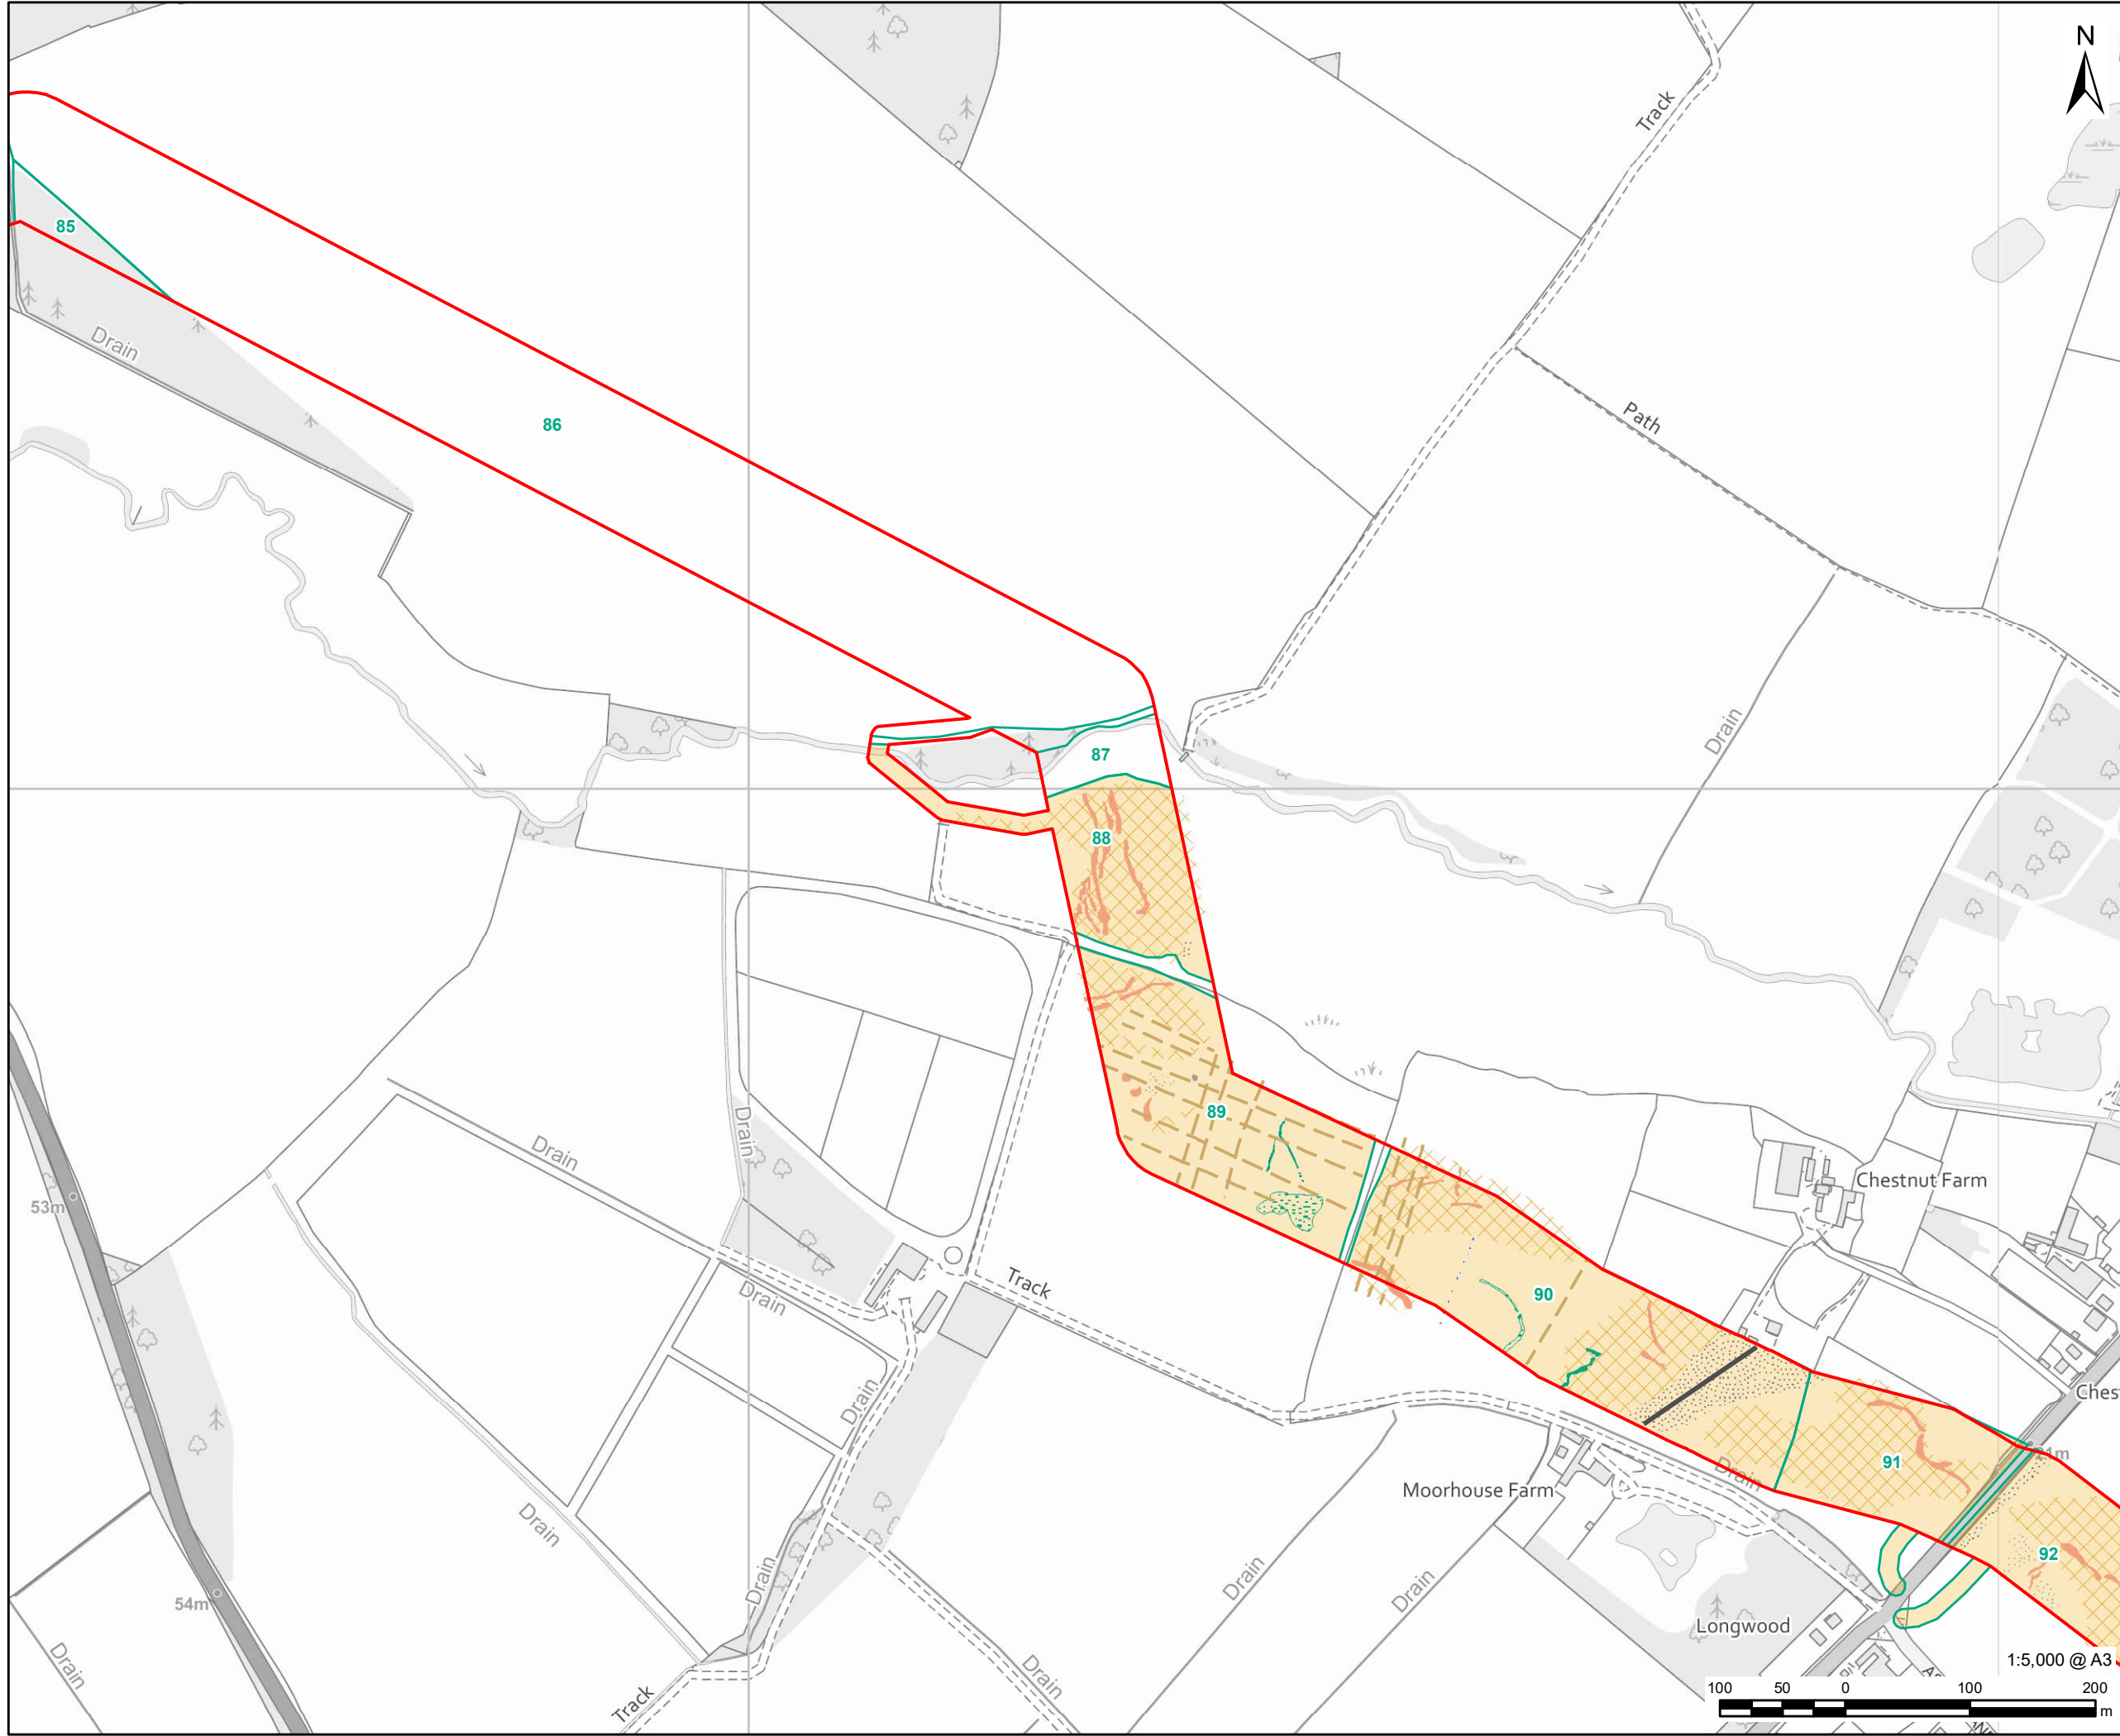 N
Track
85
Drain
86
Path
Drain
87
88
89
Drain
Drain
Chestnut Farm
53m
Drain
Track
90
Drain
Ches
91
21m
Drain
Moorhouse Farm
92
Drain
Drain
Drain
Drain
54m
Longwood
Drain
Drain
Track
1:5,000 @ A3
100 50 0 100 200
m